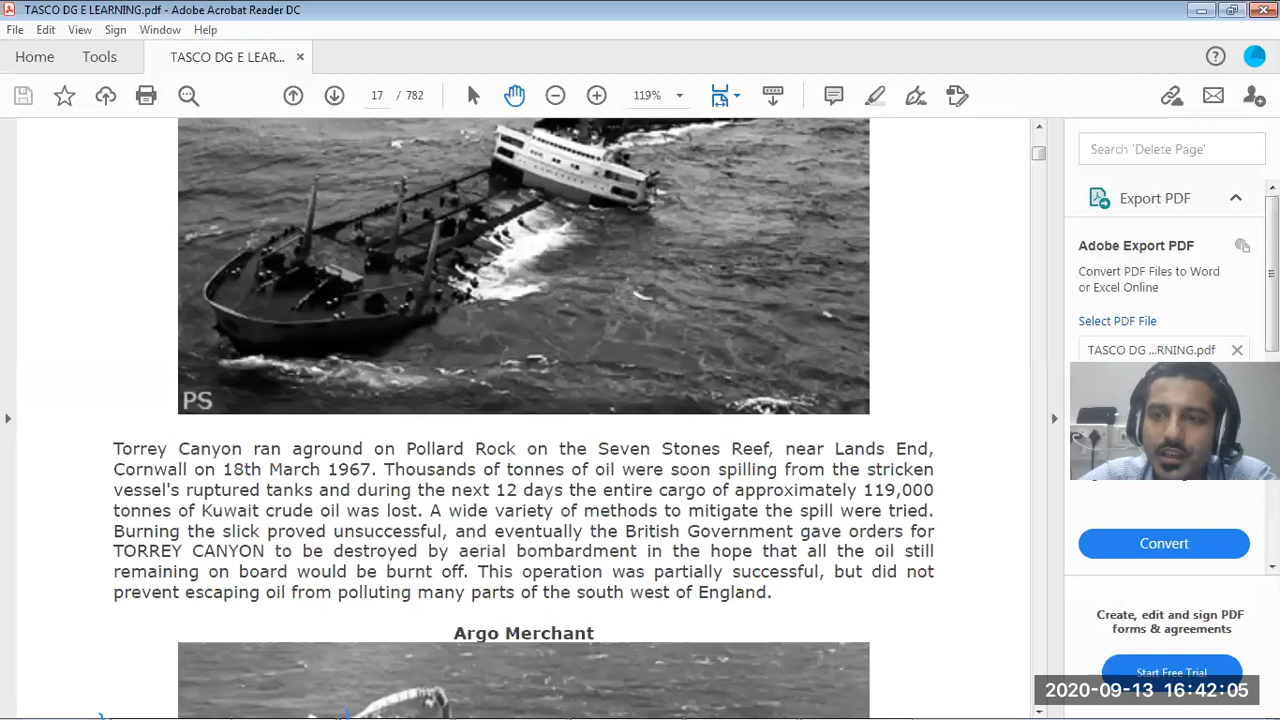 TASCO DG E LEARNING.pdf - Adobe Acrobat Reader DC
File Edit View Sign Window Help
Home Tools TASCO DG E LEAR... ×
17 / 782 119%
Search 'Delete Page'
Export PDF
Adobe Export PDF
Convert PDF Files to Word
or Excel Online
Select PDF File
TASCO DG ...RNING.pdf
PS
Torrey Canyon ran aground on Pollard Rock on the Seven Stones Reef, near Lands End,
Cornwall on 18th March 1967. Thousands of tonnes of oil were soon spilling from the stricken
vessel's ruptured tanks and during the next 12 days the entire cargo of approximately 119,000
tonnes of Kuwait crude oil was lost. A wide variety of methods to mitigate the spill were tried.
Burning the slick proved unsuccessful, and eventually the British Government gave orders for
TORREY CANYON to be destroyed by aerial bombardment in the hope that all the oil still
remaining on board would be burnt off. This operation was partially successful, but did not
prevent escaping oil from polluting many parts of the south west of England.
Argo Merchant
Convert
Create, edit and sign PDF
forms & agreements
Start Free Trial
2020-09-13 16:42:05